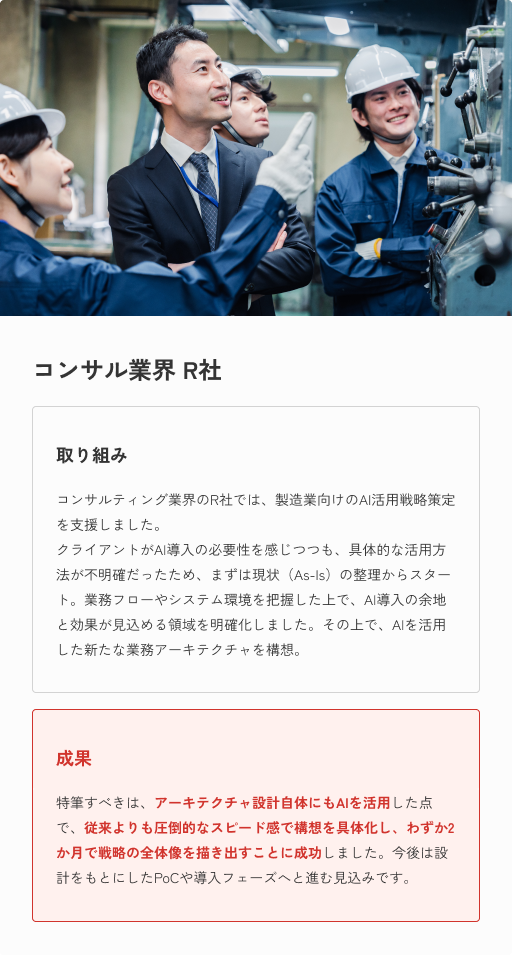 コンサル業界 R社
取り組み
コンサルティング業界のR社では、製造業向けのAI活用戦略策定
を支援しました。
クライアントがAI導入の必要性を感じつつも、具体的な活用方
法が不明確だったため、まずは現状（As-Is）の整理からスター
ト。業務フローやシステム環境を把握した上で、AI導入の余地
と効果が見込める領域を明確化しました。その上で、AIを活用
した新たな業務アーキテクチャを構想。
成果
特筆すべきは、アーキテクチャ設計自体にもAIを活用した点
で、従来よりも圧倒的なスピード感で構想を具体化し、わずか2
か月で戦略の全体像を描き出すことに成功しました。今後は設
計をもとにしたPoCや導入フェーズへと進む見込みです。